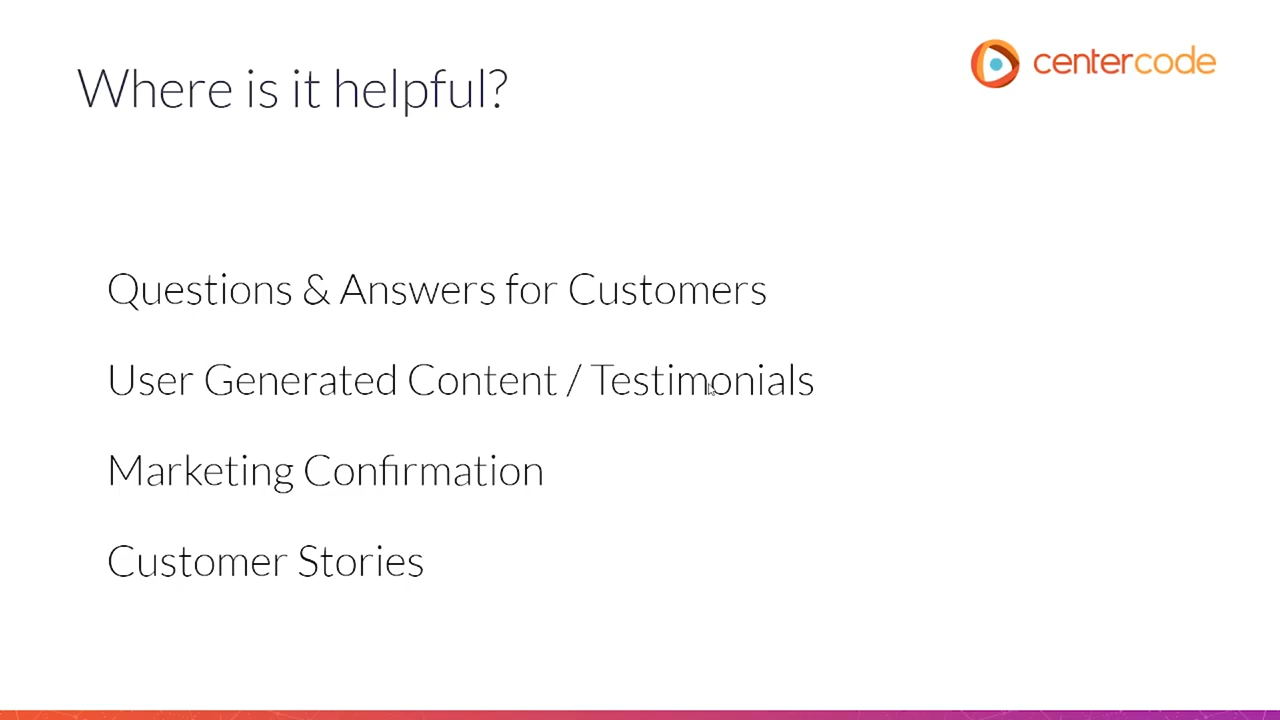 Where is it helpful?
centercode
Questions & Answers for Customers
User Generated Content / Testimonials
Marketing Confirmation
Customer Stories